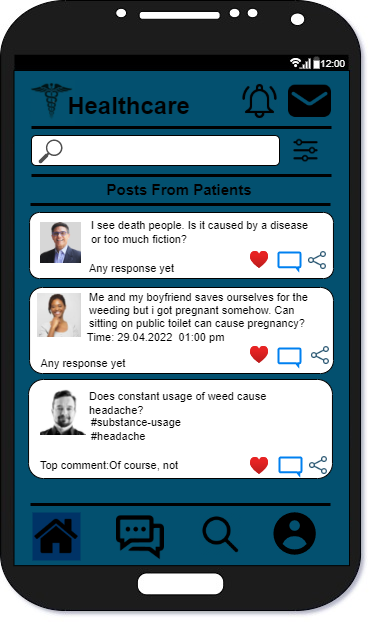 12:00
Healthcare
Posts From Patients
I see death people. Is it caused by a disease
or too much fiction?
Any response yet
Me and my boyfriend saves ourselves for the
weeding but i got pregnant somehow. Can
sitting on public toilet can cause pregnancy?
Time: 29.04.2022  01:00 pm
Any response yet
Does constant usage of weed cause
headache?
#substance-usage
#headache
Top comment:Of course, not